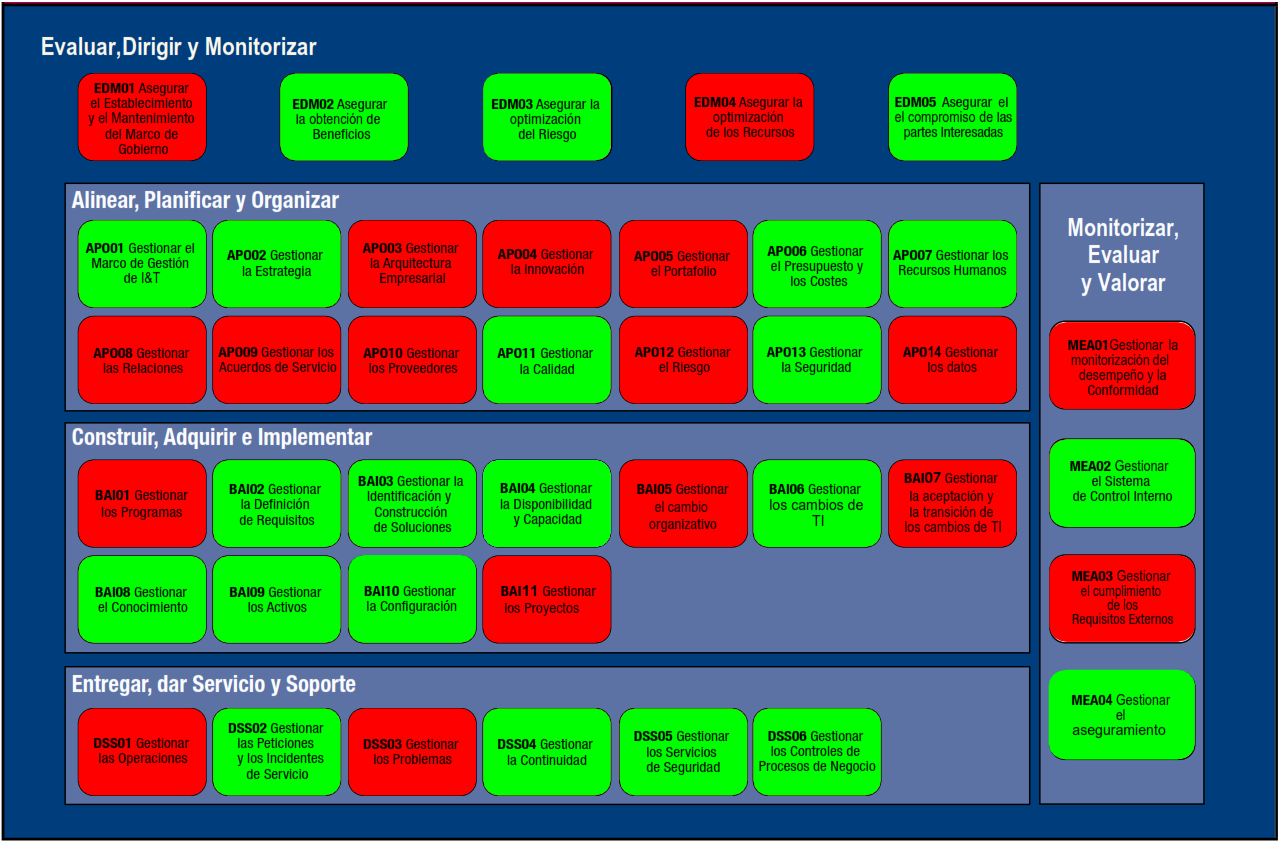 Evaluar,Dirigir y Monitorizar
EDM01 Asegurar
el Establecimiento
y el Mantenimiento
del Marco de
Gobierno
EDM02 Asegurar
la obtención de
Beneficios
EDM03 Asegurar la
optimización
del Riesgo
EDM04 Asegurar la
optimización
de los Recursos
EDM05 Asegurar el
el compromiso de las
partes Interesadas
Alinear, Planificar y Organizar
APO01 Gestionar el
Marco de Gestión
de I&T
APO02 Gestionar
la Estrategia
APO03 Gestionar
la Arquitectura
Empresarial
APO04 Gestionar
la Innovación
APO05 Gestionar
el Portafolio
APO06 Gestionar
el Presupuesto y
los Costes
APO07 Gestionar los
Recursos Humanos
APO08 Gestionar
las Relaciones
APO09 Gestionar los
Acuerdos de Servicio
APO10 Gestionar
los Proveedores
APO11 Gestionar
la Calidad
APO12 Gestionar
el Riesgo
APO13 Gestionar
la Seguridad
APO14 Gestionar
los datos
Construir, Adquirir e Implementar
BAI01 Gestionar
los Programas
BAI02 Gestionar
la Definición
de Requisitos
BAI03 Gestionar la
Identificación y
Construcción
de Soluciones
BAI04 Gestionar
la Disponibilidad
y Capacidad
BAI05 Gestionar
el cambio
organizativo
BAI06 Gestionar
los cambios de
TI
BAI07 Gestionar
la aceptación y
la transición de
los cambios de TI
BAI08 Gestionar
el Conocimiento
BAI09 Gestionar
los Activos
BAI10 Gestionar
la Configuración
BAI11 Gestionar
los Proyectos
Entregar, dar Servicio y Soporte
DSS01 Gestionar
las Operaciones
DSS02 Gestionar
las Peticiones
y los Incidentes
de Servicio
DSS03 Gestionar
los Problemas
DSS04 Gestionar
la Continuidad
DSS05 Gestionar
los Servicios
de Seguridad
DSS06 Gestionar
los Controles de
Procesos de Negocio
Monitorizar,
Evaluar
y Valorar
MEA01Gestionar la
monitorización del
desempeño y la
Conformidad
MEA02 Gestionar
el Sistema
de Control Interno
MEA03 Gestionar
el cumplimiento
de los
Requisitos Externos
MEA04 Gestionar
el
aseguramiento